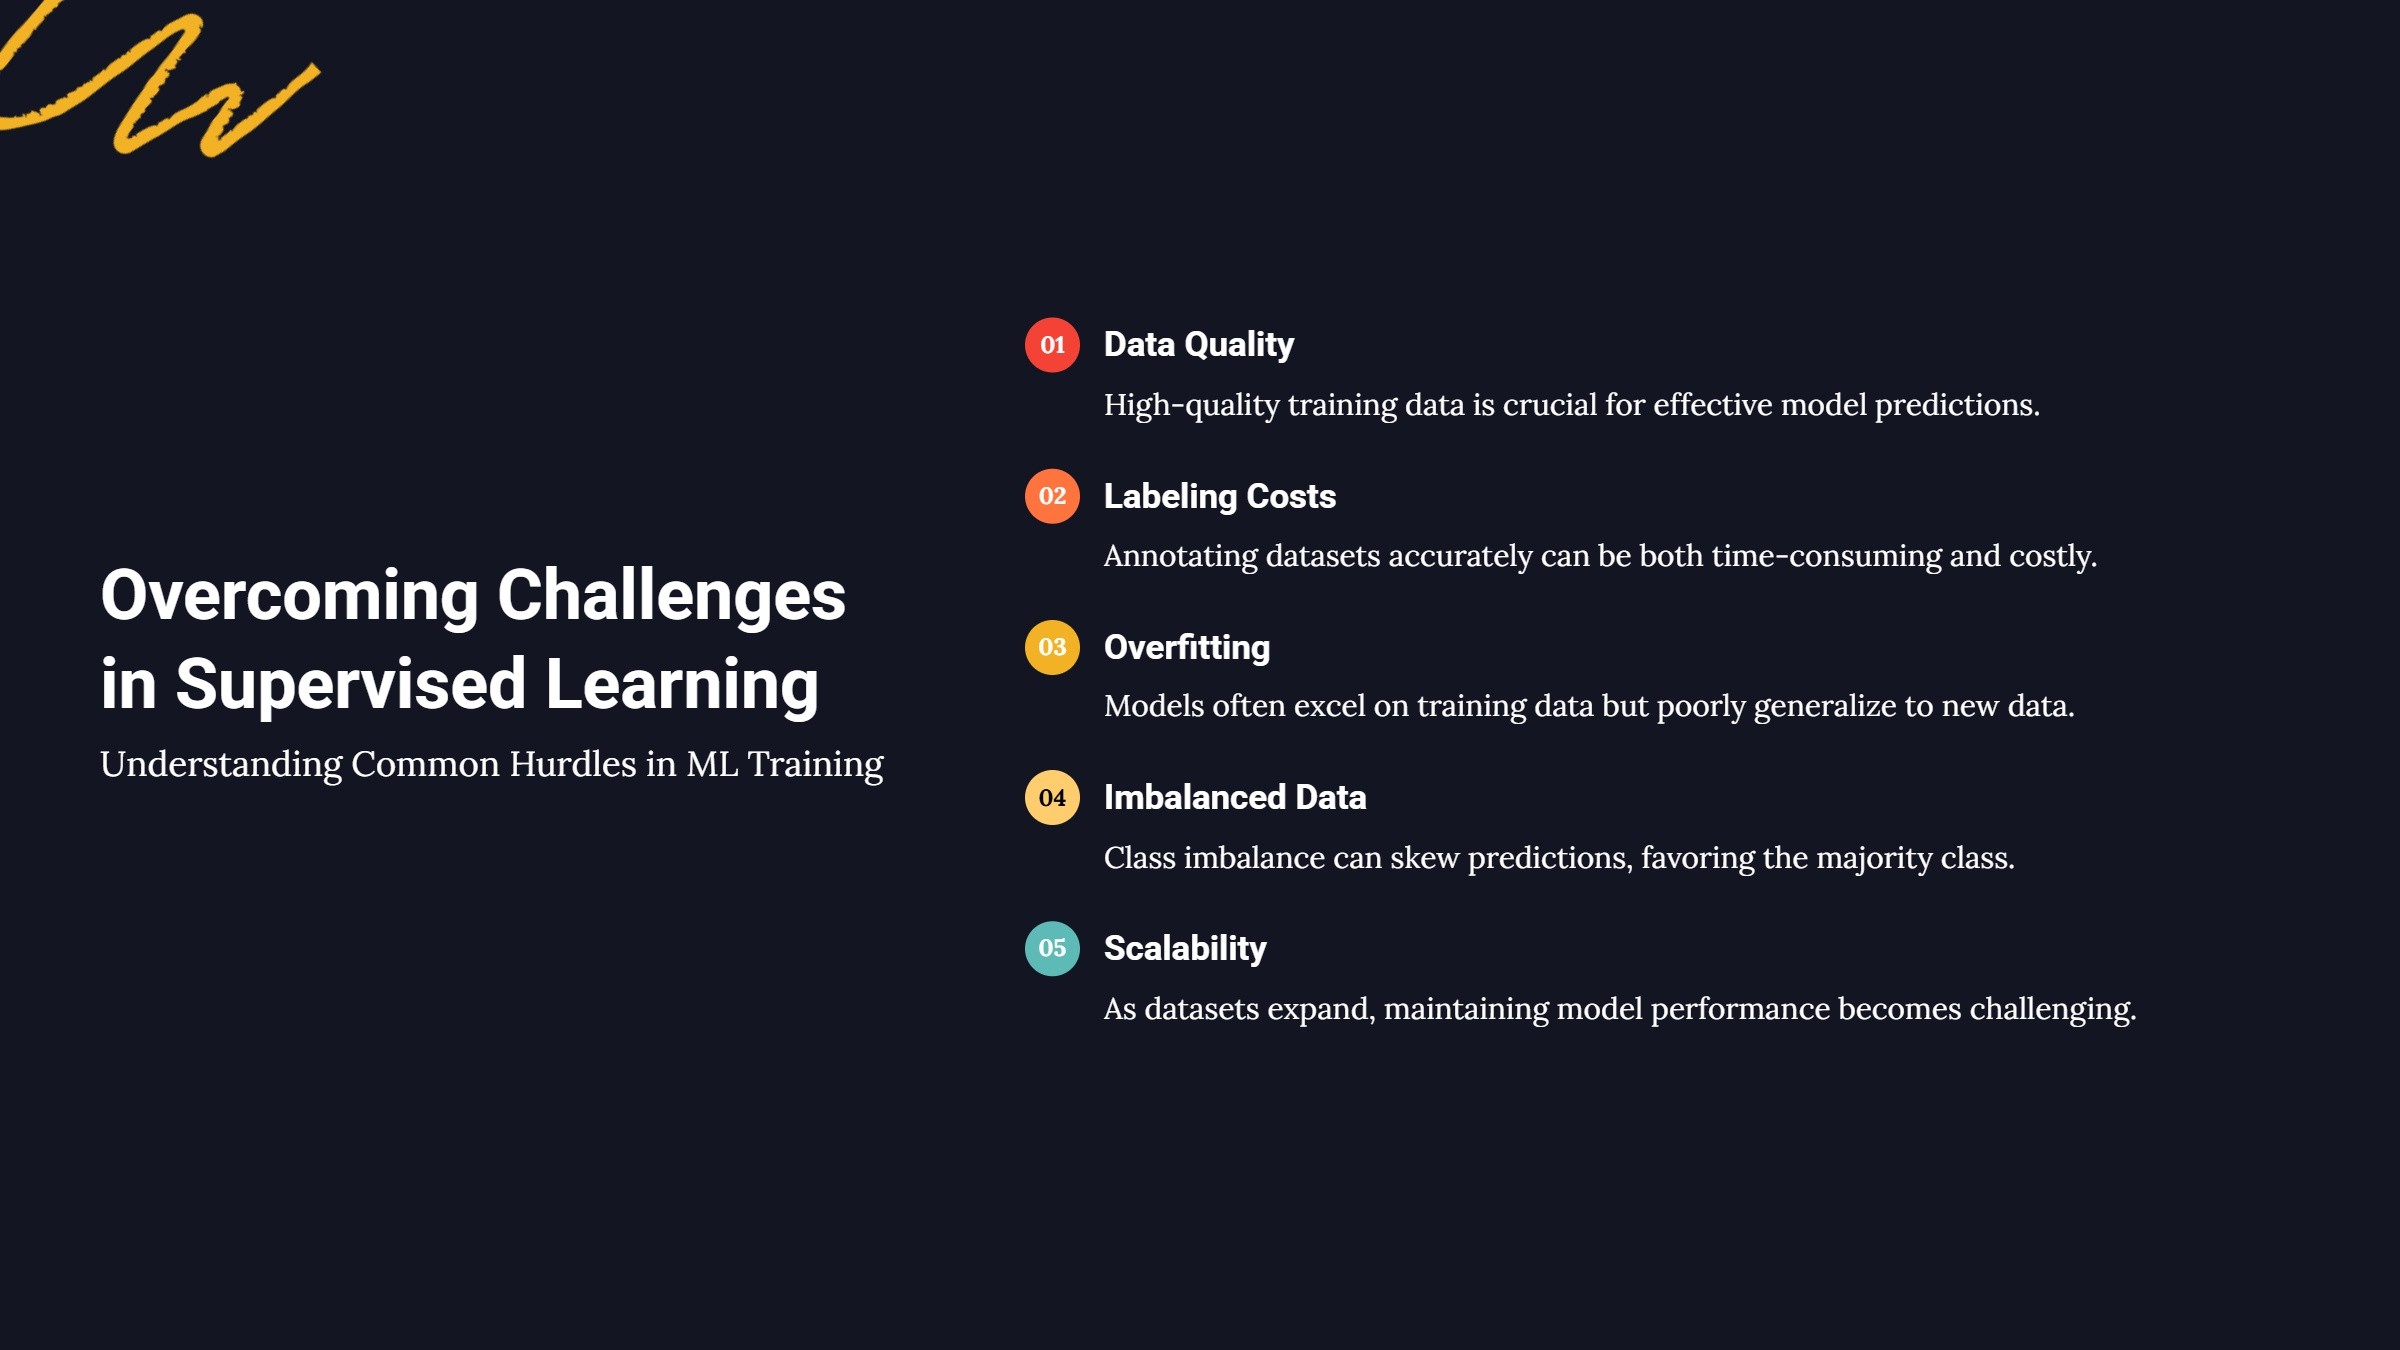 Overcoming Challenges
in Supervised Learning
Understanding Common Hurdles in ML Training
01 Data Quality
High-quality training data is crucial for effective model predictions.
02 Labeling Costs
Annotating datasets accurately can be both time-consuming and costly.
03 Overfitting
Models often excel on training data but poorly generalize to new data.
04 Imbalanced Data
Class imbalance can skew predictions, favoring the majority class.
05 Scalability
As datasets expand, maintaining model performance becomes challenging.